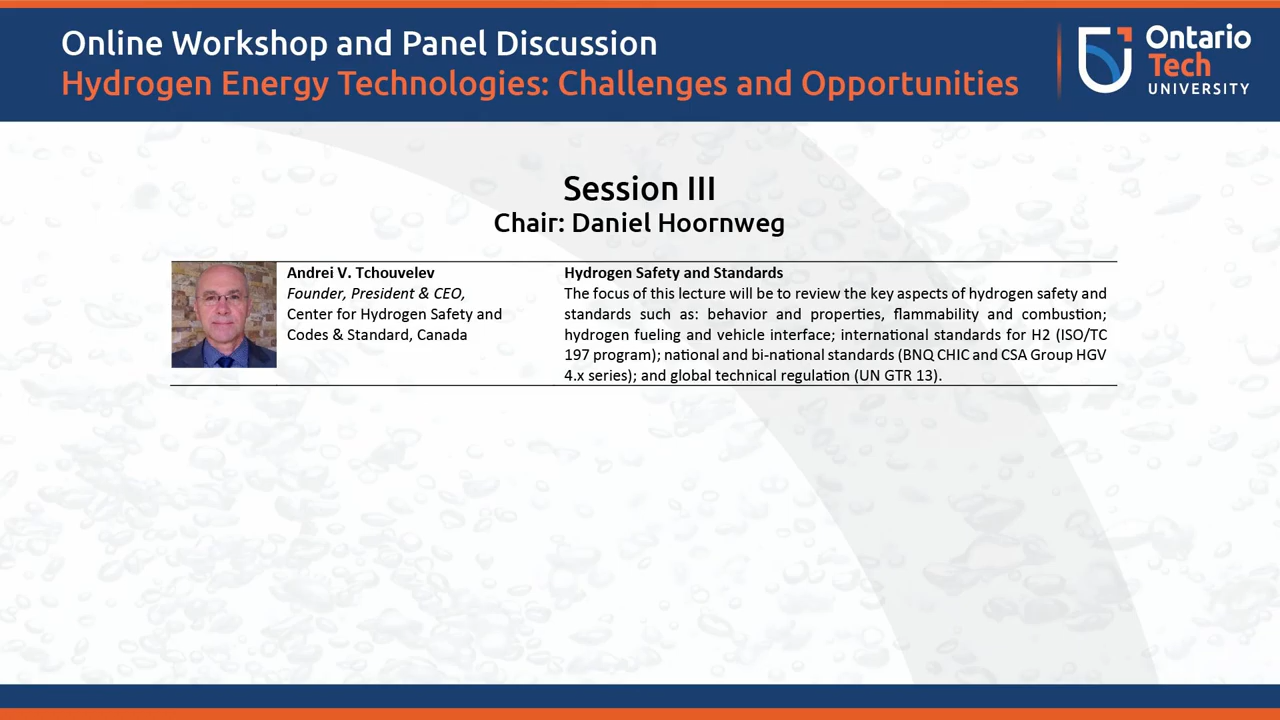 Online Workshop and Panel Discussion
Hydrogen Energy Technologies: Challenges and Opportunities
Ontario
Tech
UNIVERSITY
Session III
Chair: Daniel Hoornweg
Andrei V. Tchouvelev
Founder, President & CEO,
Center for Hydrogen Safety and
Codes & Standard, Canada
Hydrogen Safety and Standards
The focus of this lecture will be to review the key aspects of hydrogen safety and
standards such as: behavior and properties, flammability and combustion;
hydrogen fueling and vehicle interface; international standards for H2 (ISO/TC
197 program); national and bi-national standards (BNQ CHIC and CSA Group HGV
4.x series); and global technical regulation (UN GTR 13).